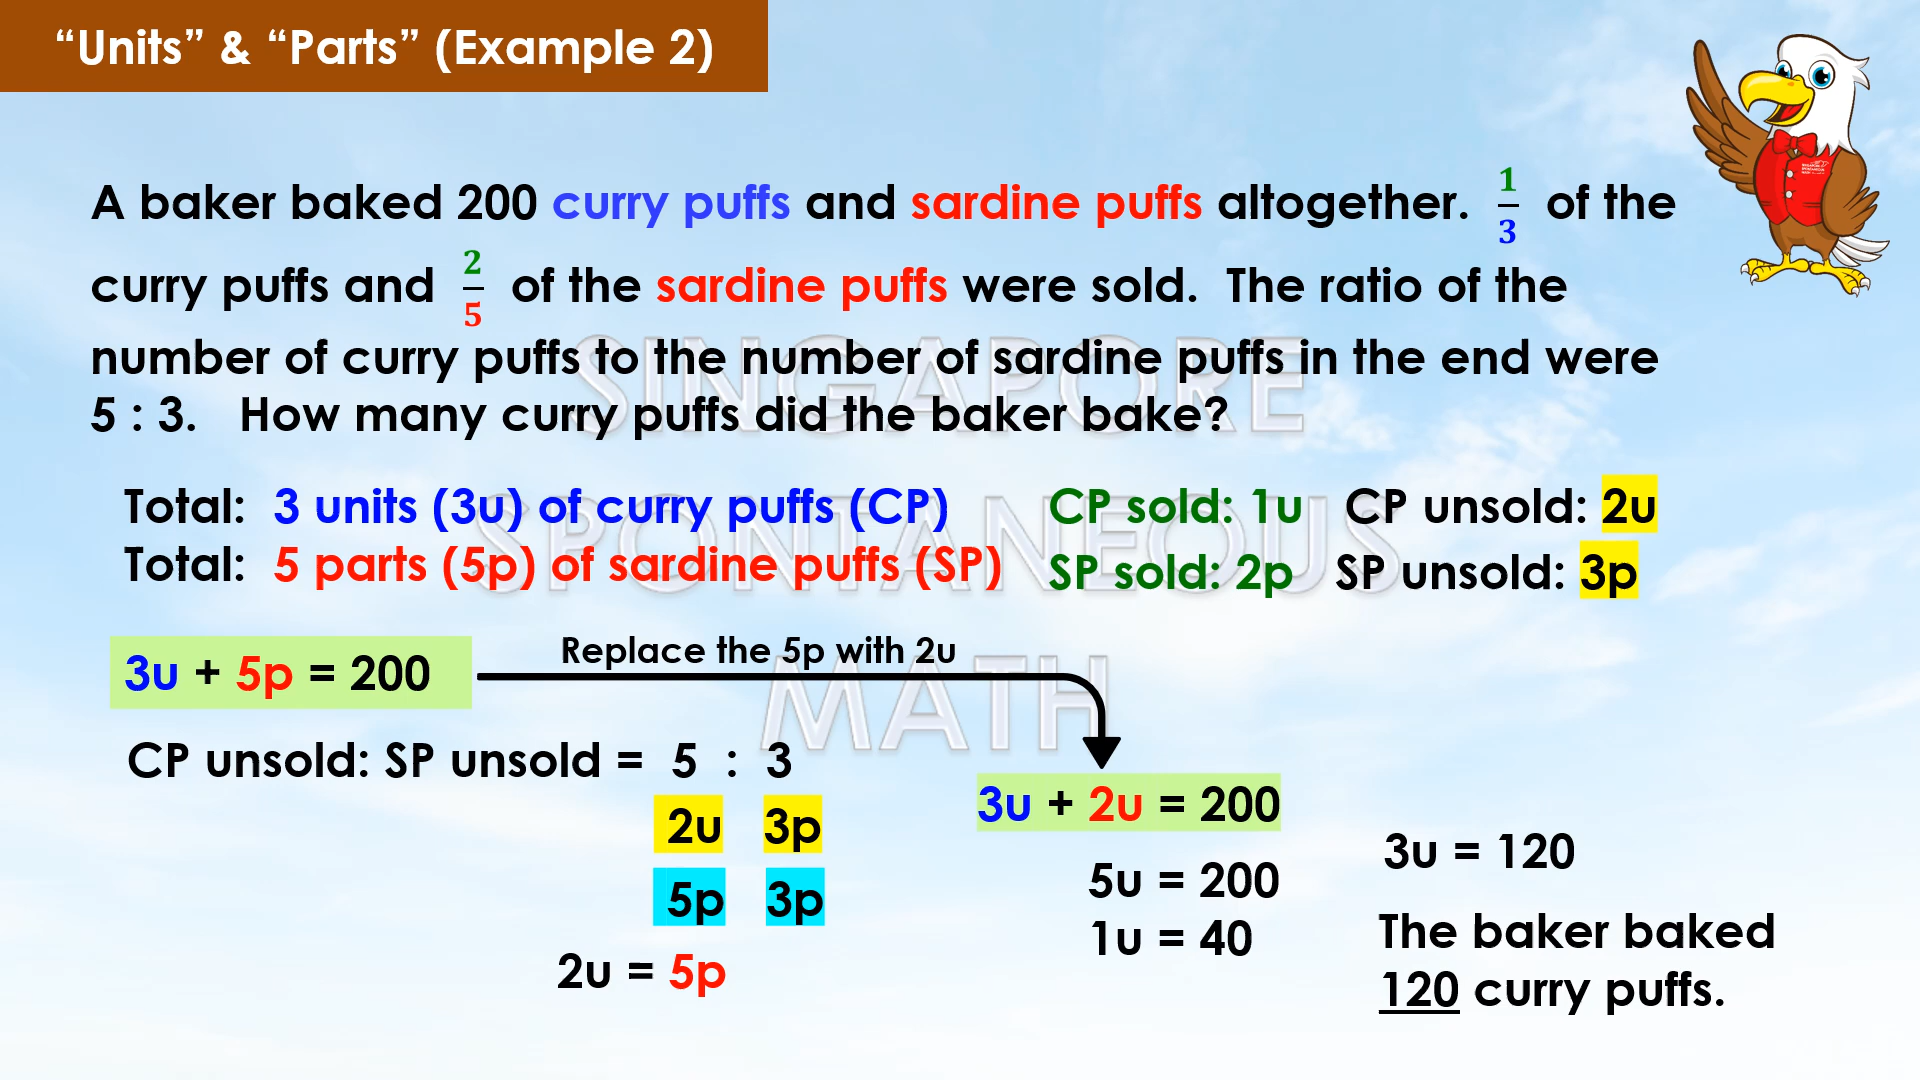 “Units” & “Parts” (Example 2)
A baker baked 200 curry puffs and sardine puffs altogether. 1/3 of the
curry puffs and 2/5 of the sardine puffs were sold. The ratio of the
number of curry puffs to the number of sardine puffs in the end were
5 : 3. How many curry puffs did the baker bake?
SINGAPORE
SPONTANEOUS
MATH
Total: 3 units (3u) of curry puffs (CP)
CP sold: 1u CP unsold: 2u
Total: 5 parts (5p) of sardine puffs (SP)
SP sold: 2p SP unsold: 3p
3u + 5p = 200
Replace the 5p with 2u
CP unsold: SP unsold = 5 : 3
2u 3p
5p 3p
2u = 5p
3u + 2u = 200
5u = 200
1u = 40
3u = 120
The baker baked
120 curry puffs.